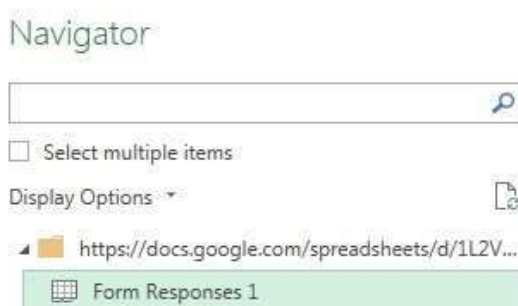 Navigator
Select multiple items
Display Options
https://docs.google.com/spreadsheets/d/1L2V...
Form Responses 1